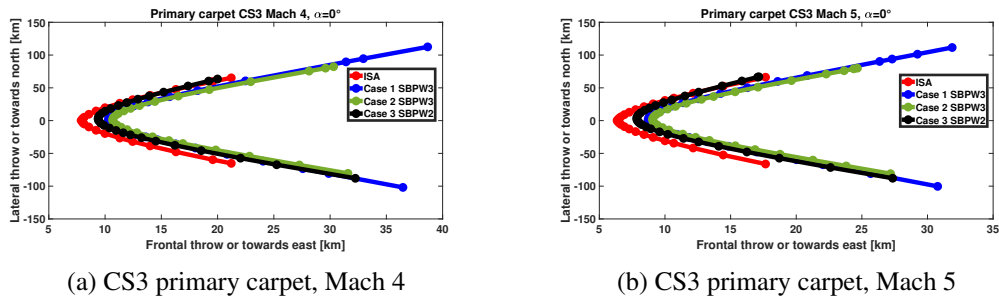 Primary carpet CS3 Mach 4, α=0°
Lateral throw or towards north [km]
150
100
50
0
-50
-100
-150
ISA
Case 1 SBPW3
Case 2 SBPW3
Case 3 SBPW2
5 10 15 20 25 30 35 40
Frontal throw or towards east [km]
(a) CS3 primary carpet, Mach 4
Primary carpet CS3 Mach 5, α=0°
Lateral throw or towards north [km]
150
100
50
0
-50
-100
-150
ISA
Case 1 SBPW3
Case 2 SBPW3
Case 3 SBPW2
5 10 15 20 25 30 35
Frontal throw or towards east [km]
(b) CS3 primary carpet, Mach 5